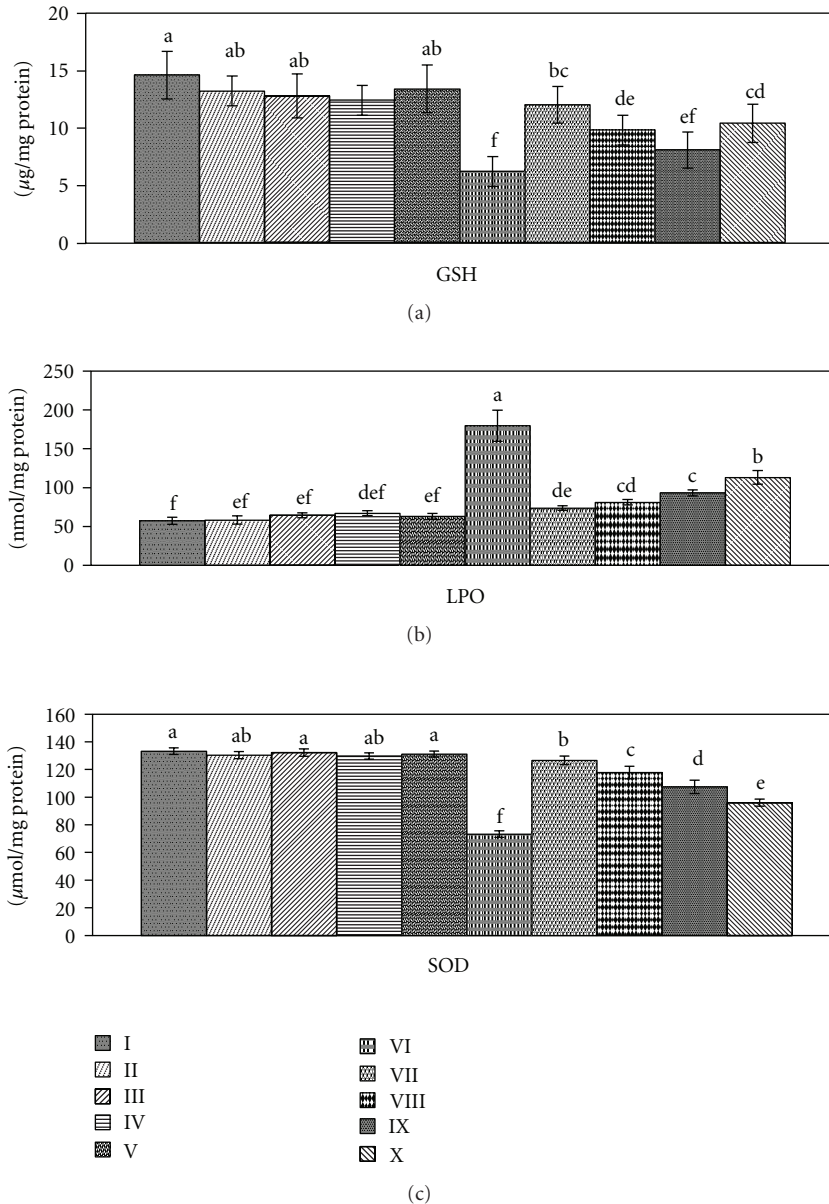 20
a
ab
ab
ab
15
bc
cd
de
10
ef
f
5
0
(µg/mg protein)
GSH
(a)
250
200
a
150
b
100
c
cd
de
def
ef
ef
ef
f
50
0
(nmol/mg protein)
LPO
(b)
160
140
a
ab
a
ab
a
b
120
c
d
100
e
80
f
60
40
20
0
(µmol/mg protein)
SOD
I
II
III
IV
V
VI
VII
VIII
IX
X
(c)